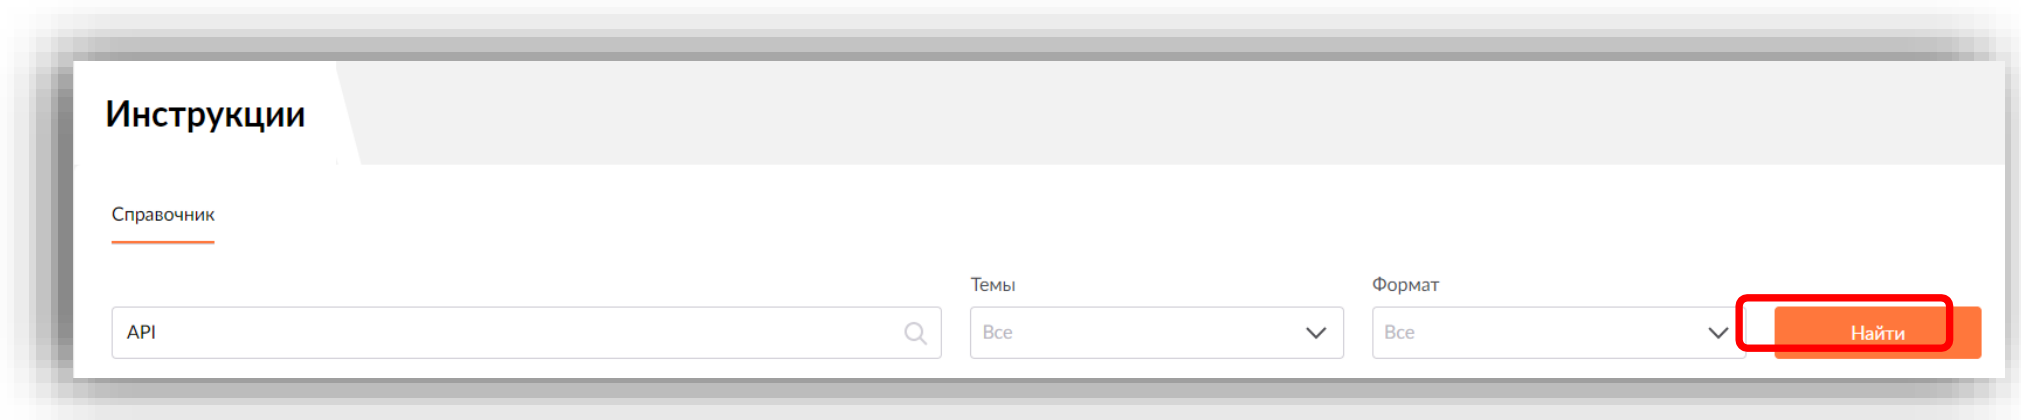 Инструкции
Справочник
Темы
Формат
API
Все
Все
Найти